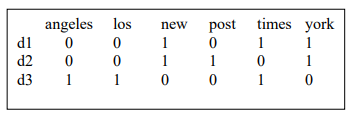 angeles los new post times york
d1 0 0 1 0 1 1
d2 0 0 1 1 0 1
d3 1 1 0 0 1 0